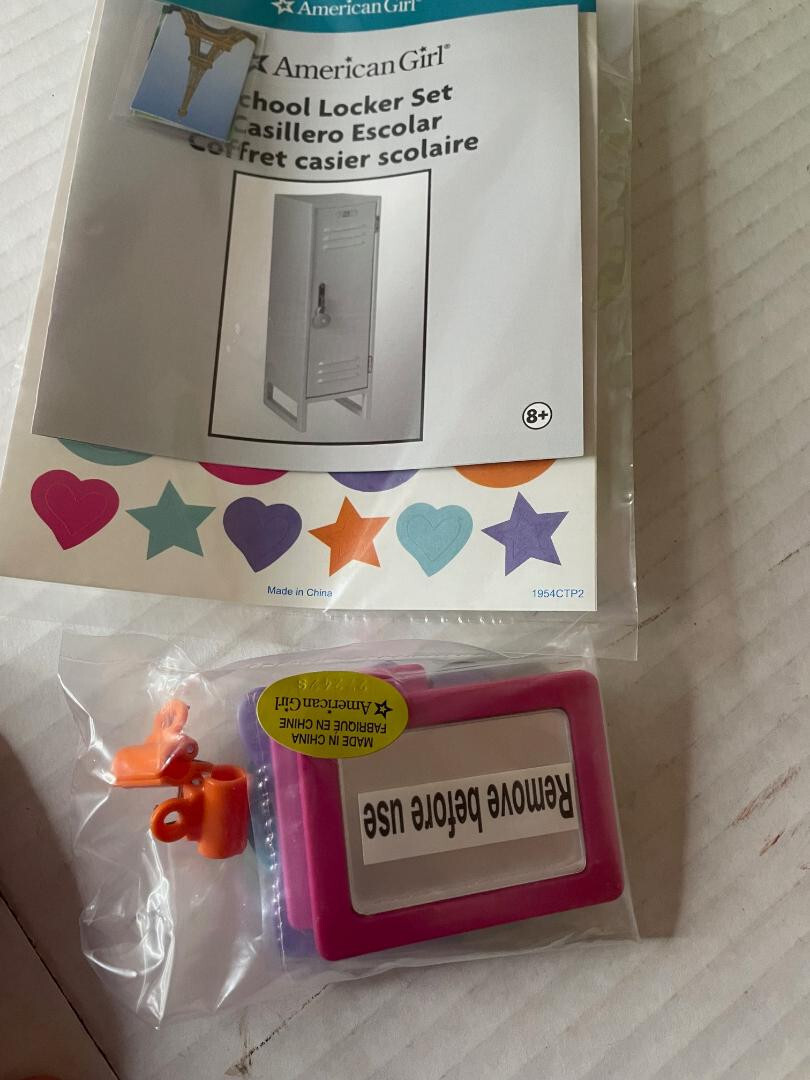 American Girl®
American Girl®
School Locker Set
Casillero Escolar
Coffret casier scolaire
8+
Made in China
1954CTP2
MADE IN CHINA
FABRIQUÉ EN CHINE
American Girl
Remove before use